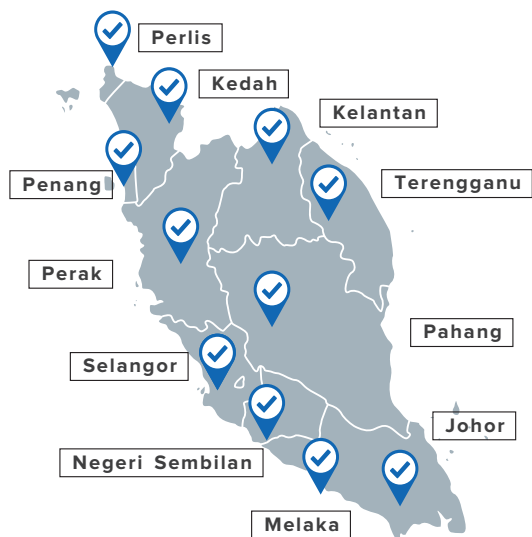 Perlis
Kedah
Kelantan
Penang
Terengganu
Perak
Pahang
Selangor
Johor
Negeri Sembilan
Melaka